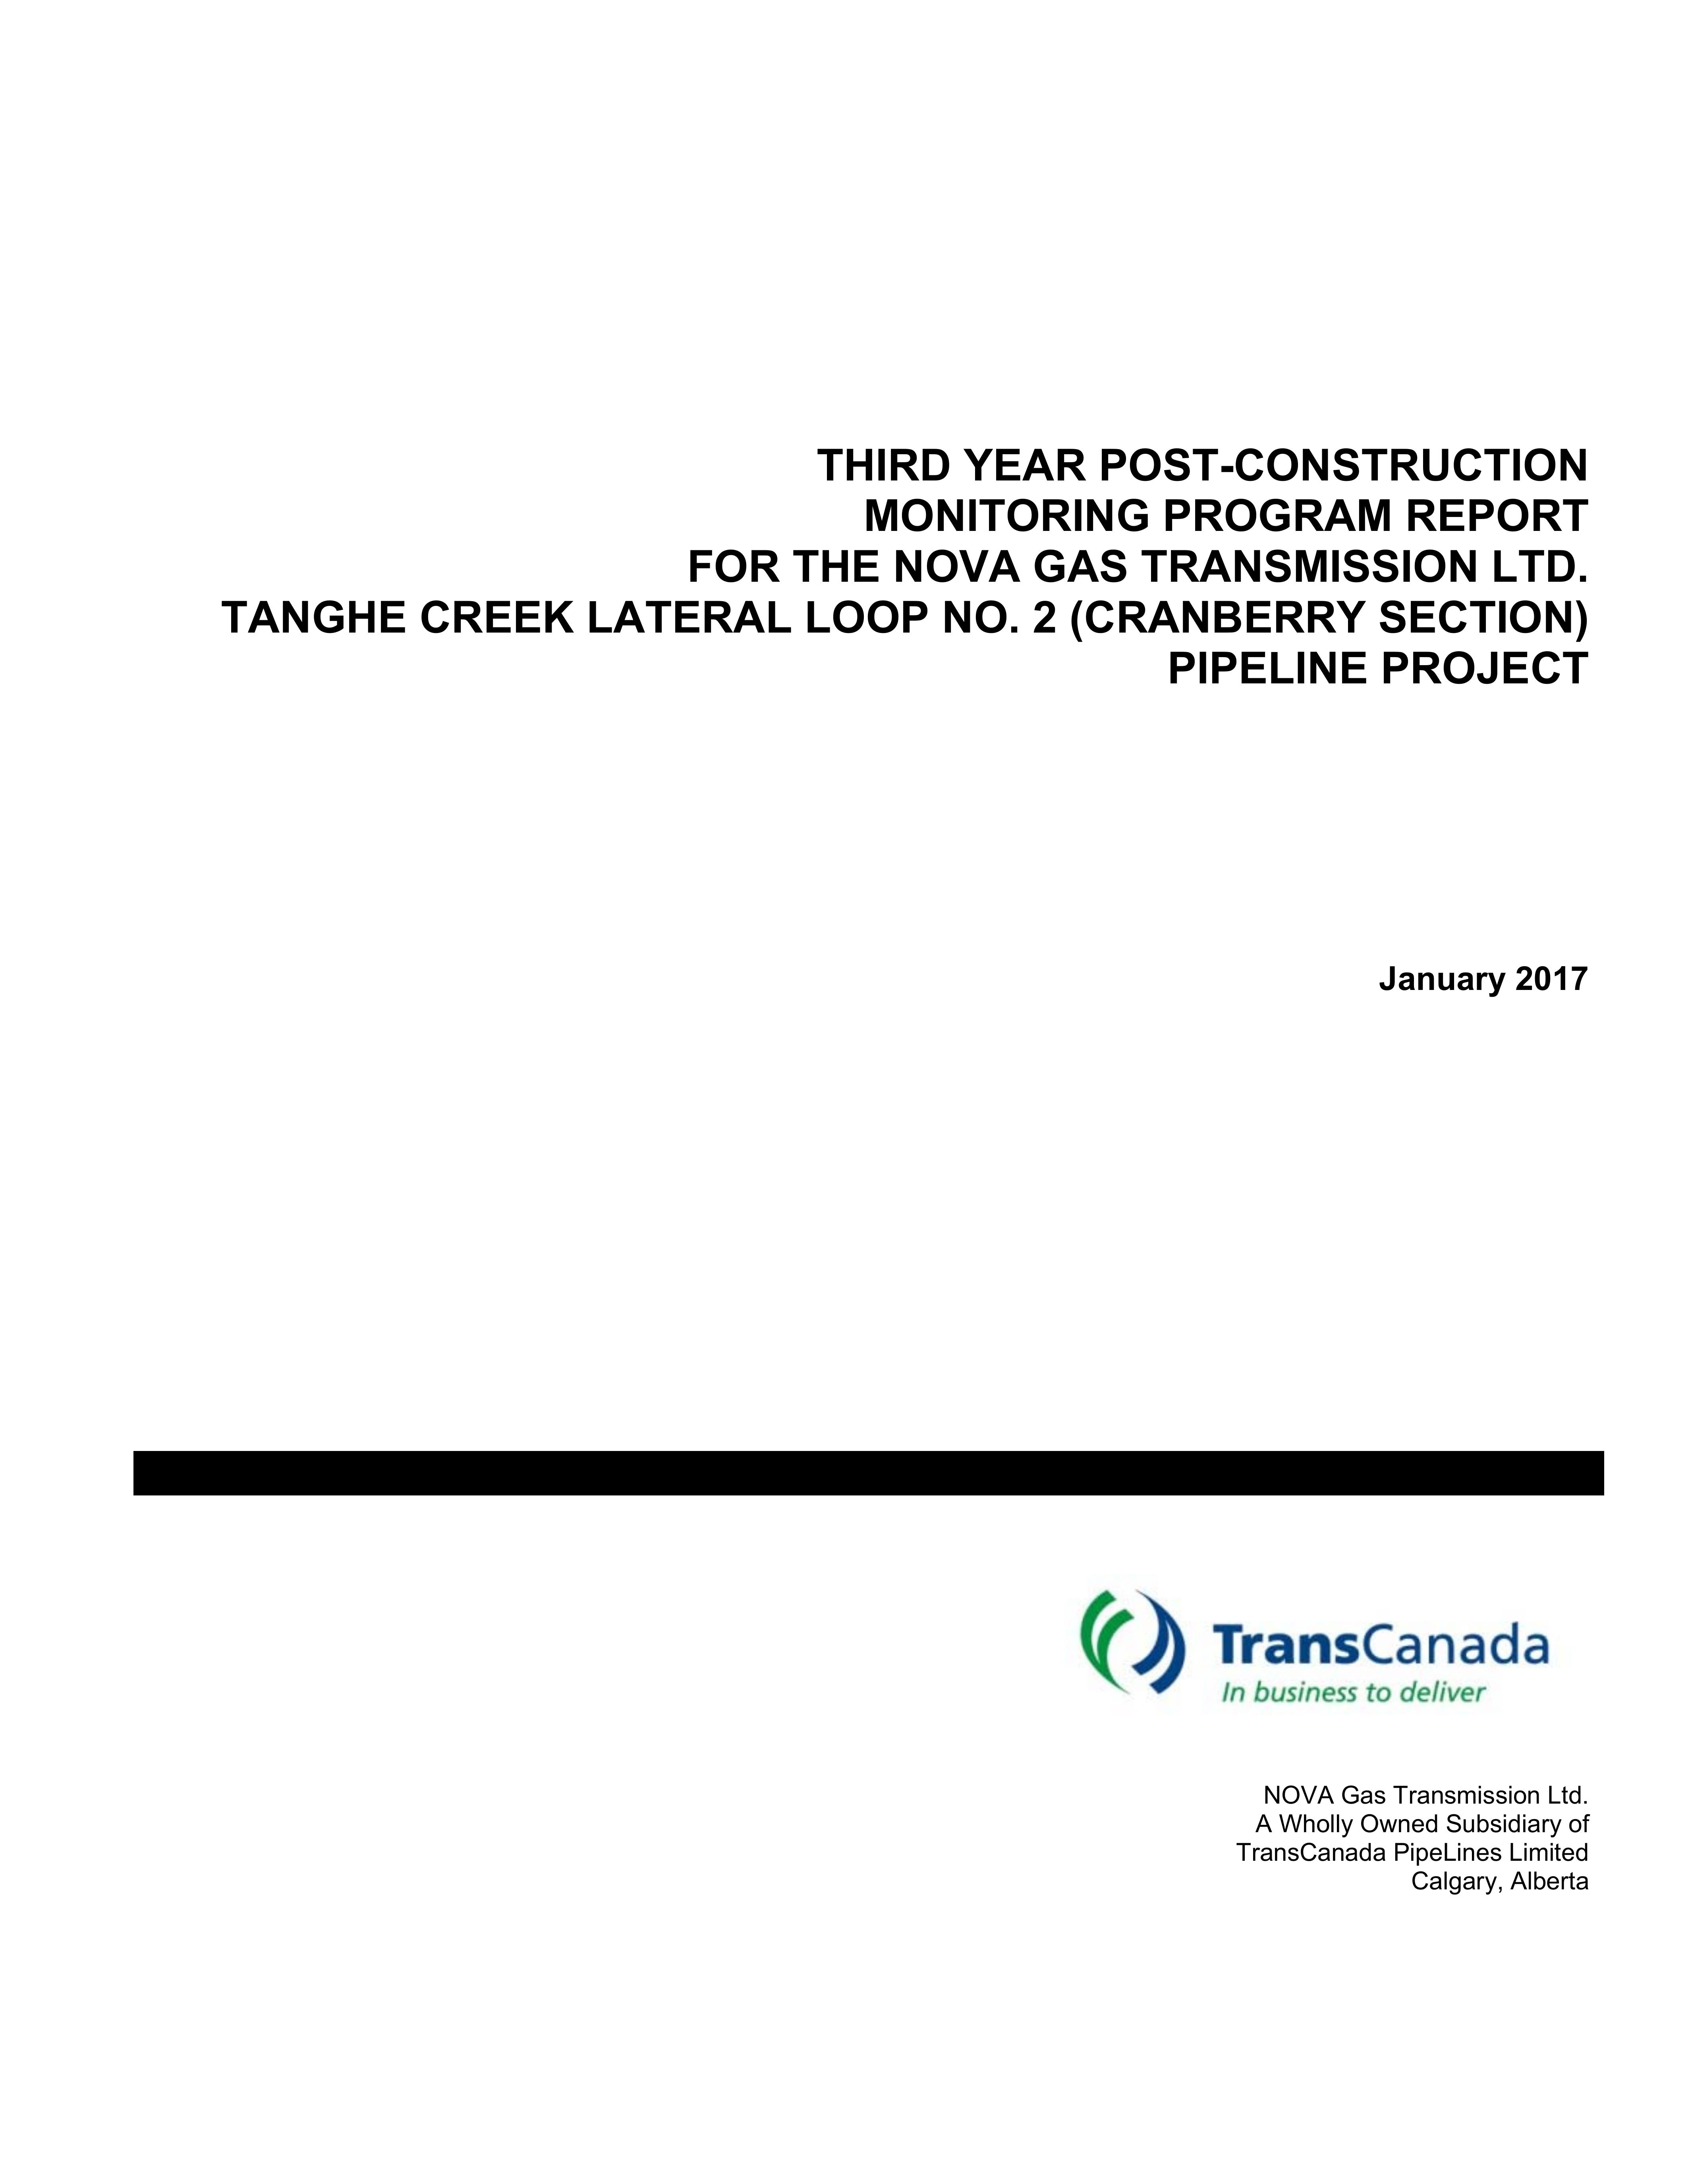 THIRD YEAR POST-CONSTRUCTION
MONITORING PROGRAM REPORT
FOR THE NOVA GAS TRANSMISSION LTD.
TANGHE CREEK LATERAL LOOP NO. 2 (CRANBERRY SECTION)
PIPELINE PROJECT
January 2017
TransCanada
In business to deliver
NOVA Gas Transmission Ltd.
A Wholly Owned Subsidiary of
TransCanada PipeLines Limited
Calgary, Alberta